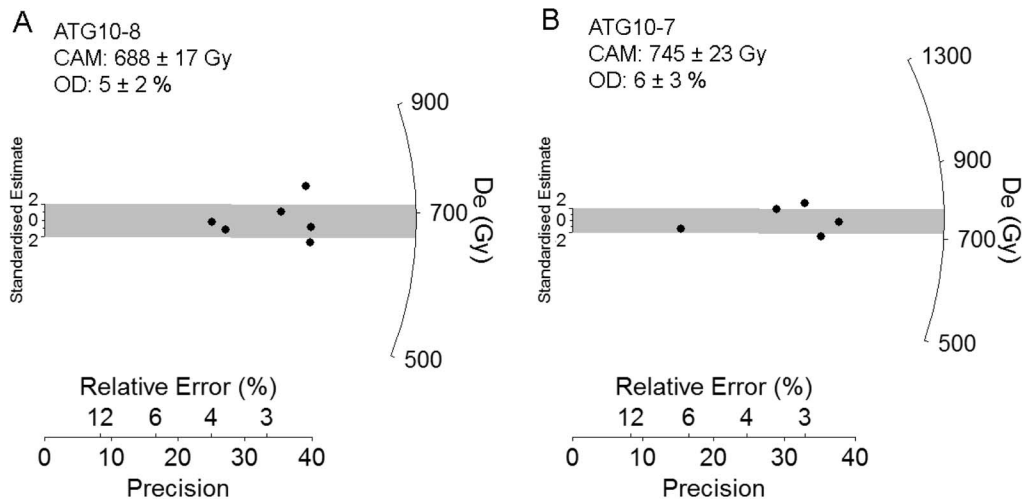 A
ATG10-8
CAM: 688 ± 17 Gy
OD: 5 ± 2 %
Standardised Estimate
2
0
2
900
700
500
De (Gy)
Relative Error (%)
12 6 4 3
0 10 20 30 40
Precision
B
ATG10-7
CAM: 745 ± 23 Gy
OD: 6 ± 3 %
Standardised Estimate
2
0
2
1300
900
700
500
De (Gy)
Relative Error (%)
12 6 4 3
0 10 20 30 40
Precision